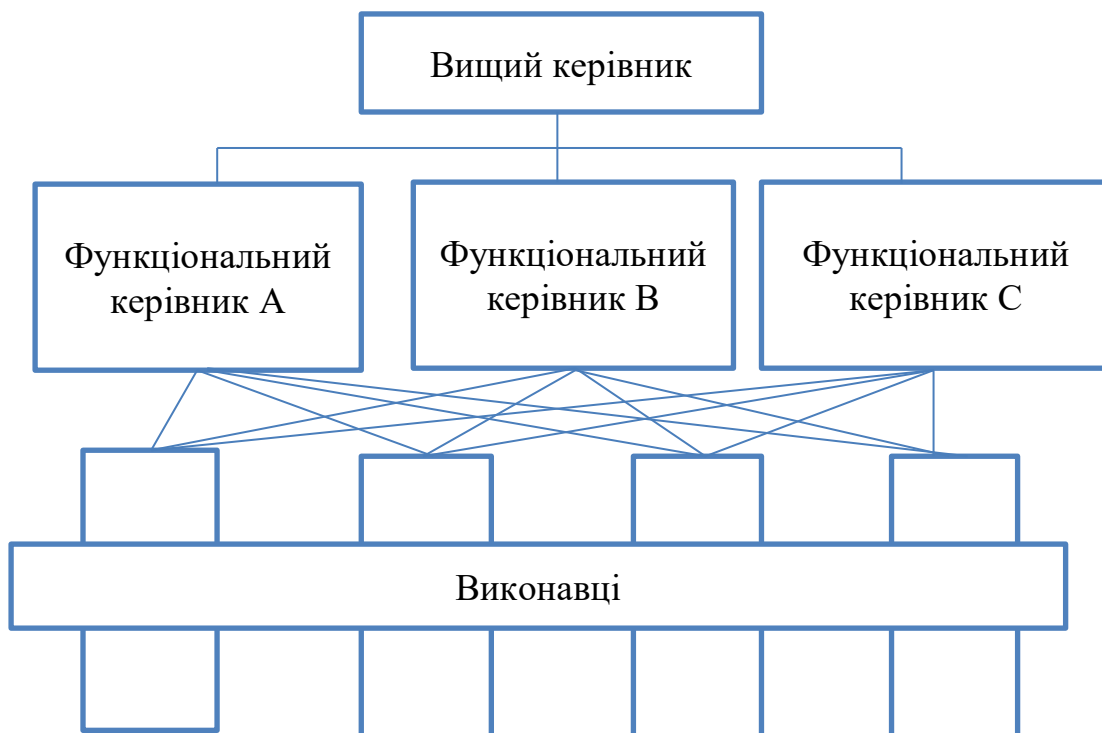 Вищий керівник
Функціональний
керівник А
Функціональний
керівник В
Функціональний
керівник С
Виконавці